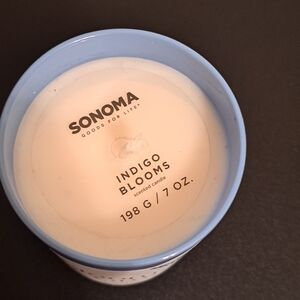 SONOMA
GOODS FOR LIFE®
INDIGO
BLOOMS
scented candle
198 G / 7 OZ.